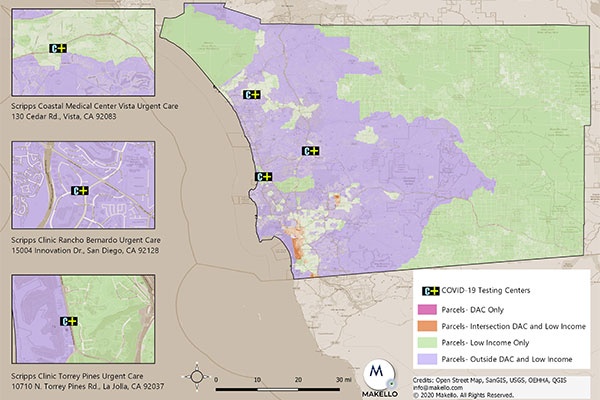 Scripps Coastal Medical Center Vista Urgent Care
130 Cedar Rd., Vista, CA 92083
Scripps Clinic Rancho Bernardo Urgent Care
15004 Innovation Dr., San Diego, CA 92128
Scripps Clinic Torrey Pines Urgent Care
10710 N. Torrey Pines Rd., La Jolla, CA 92037
C+
C+
C+
C+
C+
C+
C+ COVID-19 Testing Centers
Parcels- DAC Only
Parcels- Intersection DAC and Low Income
Parcels- Low Income Only
Parcels- Outside DAC and Low Income
0 10 20 30 mi
M
MAKELLO
Credits: Open Street Map, SanGIS, USGS, OEHHA, QGIS
info@makello.com
© 2020 Makello. All Rights Reserved.